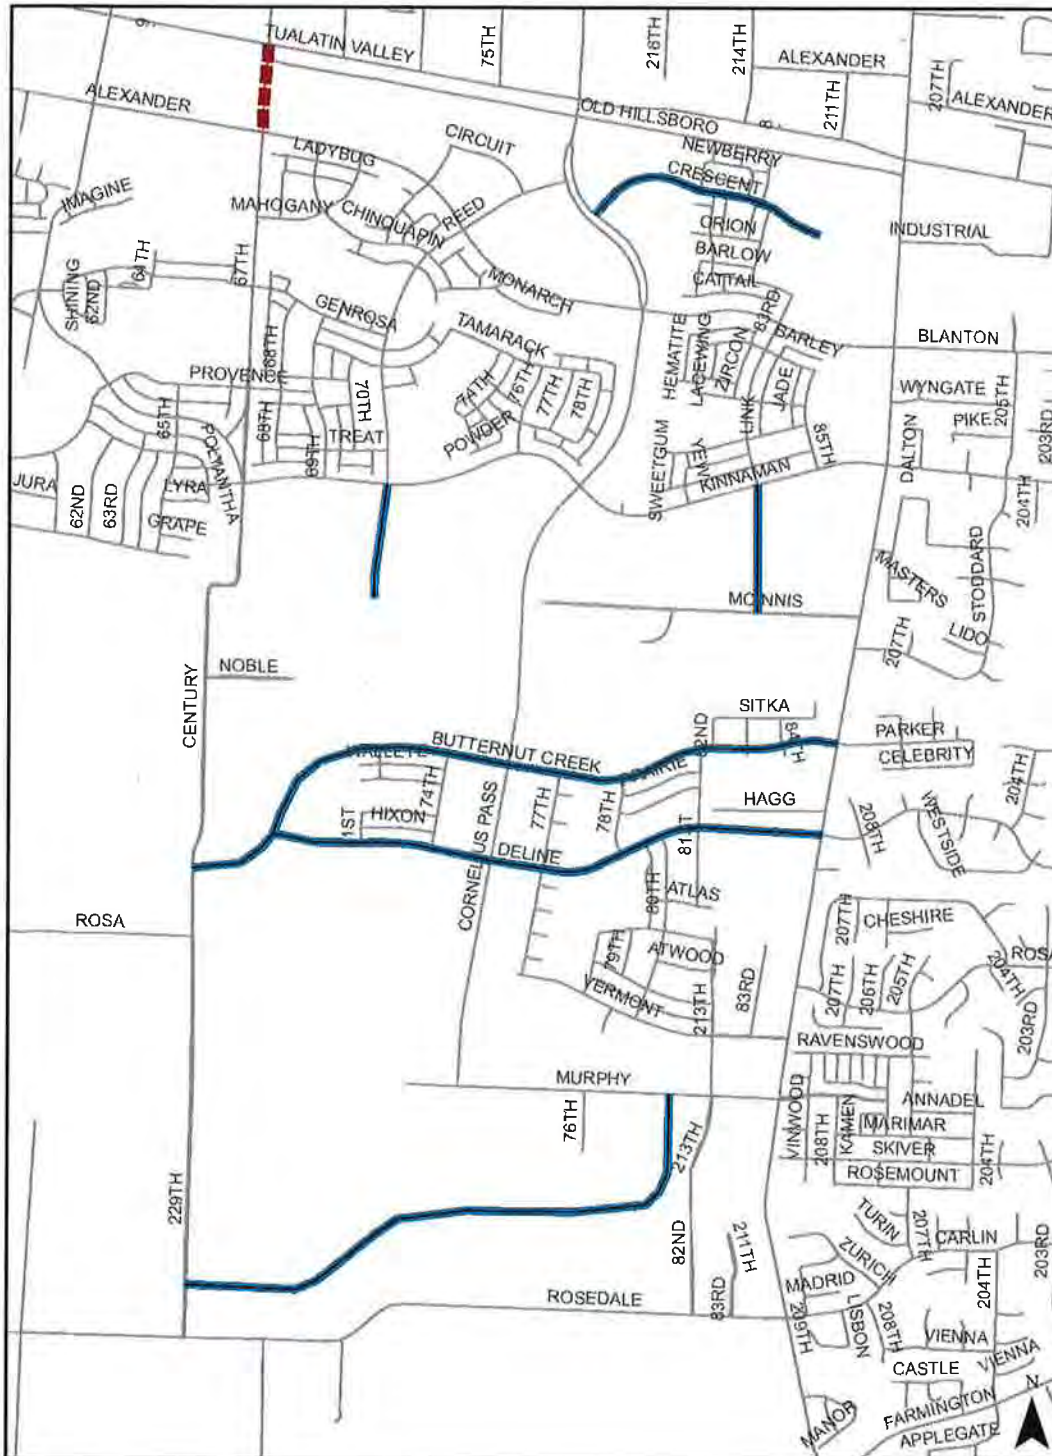 TUALATIN VALLEY
75TH
216TH
214TH
ALEXANDER
211TH
207TH
ALEXANDER
ALEXANDER
OLD HILLSBORO
8
CIRCUIT
LADYBUG
NEWBERRY
CRESCENT
IMAGINE
MAHOGANY
CHINQUAPIN
REED
ORION
BARLOW
CATTAIL
INDUSTRIAL
64TH
67TH
SHINING
62ND
MONARCH
GENROSA
TAMARACK
68TH
HEMATITE
LACEWING
ZIRCON
83RD
BARLEY
BLANTON
PROVENCE
70TH
74TH
76TH
77TH
78TH
JADE
WYNGATE
205TH
PIKE
203RD
65TH
POLYANTHA
68TH
69TH
TREAT
POWDER
SWEETGUM
YEW
LINK
85TH
DALTON
KINNAMAN
204TH
JURA
62ND
63RD
LYRA
GRAPE
MASTERS
STODDARD
MCINNIS
207TH
LIDO
NOBLE
CENTURY
SITKA
82ND
84TH
PARKER
CELEBRITY
204TH
BUTTERNUT CREEK
74TH
HIXON
1ST
CORNELIUS PASS
77TH
78TH
HAGG
208TH
WESTSIDE
DELINE
80TH
ATLAS
ROSA
207TH
CHESHIRE
79TH
ATWOOD
83RD
204TH
ROSA
VERMONT
213TH
207TH
206TH
205TH
203RD
RAVENSWOOD
MURPHY
76TH
213TH
VINWOOD
208TH
KAMEN
ANNADEL
MARIMAR
SKIVER
204TH
ROSEMOUNT
229TH
82ND
211TH
83RD
TURIN
207TH
CARLIN
203RD
ZURICH
204TH
MADRID
LISBON
ROSEDALE
209TH
208TH
VIENNA
VIENNA
CASTLE
N
MANOR
FARMINGTON
APPLEGATE